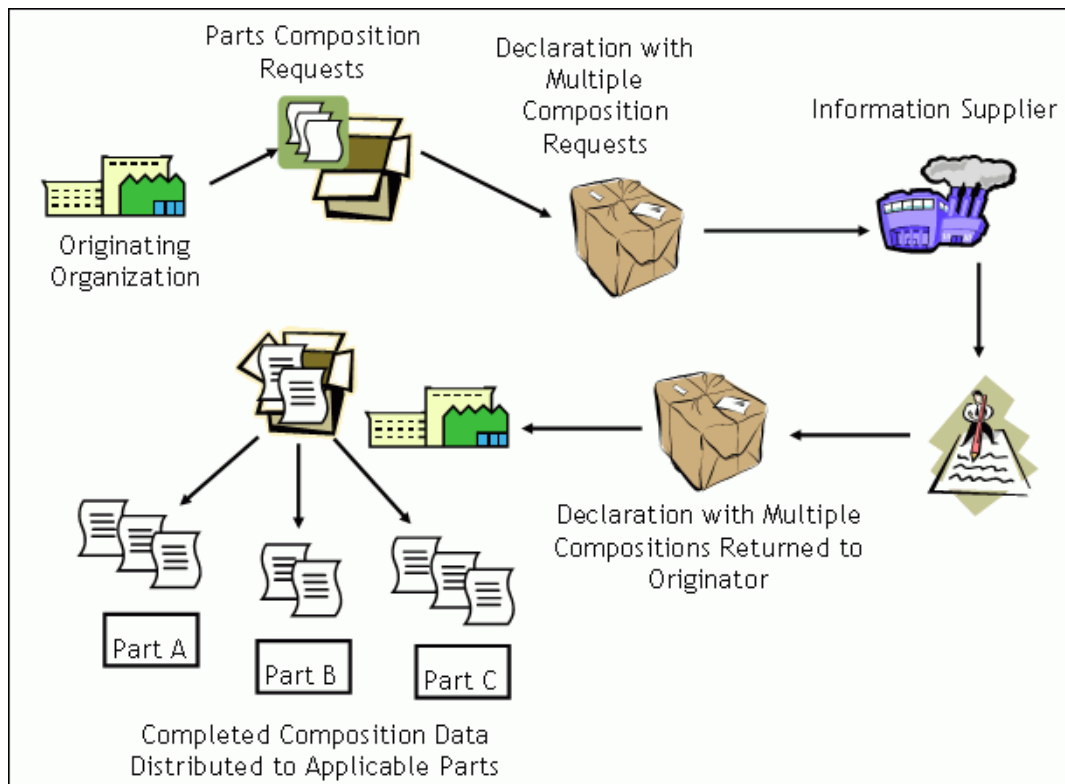 Parts Composition
Requests
Declaration with
Multiple
Composition
Requests
Information Supplier
Originating
Organization
Declaration with Multiple
Compositions Returned to
Originator
Part A
Part B
Part C
Completed Composition Data
Distributed to Applicable Parts